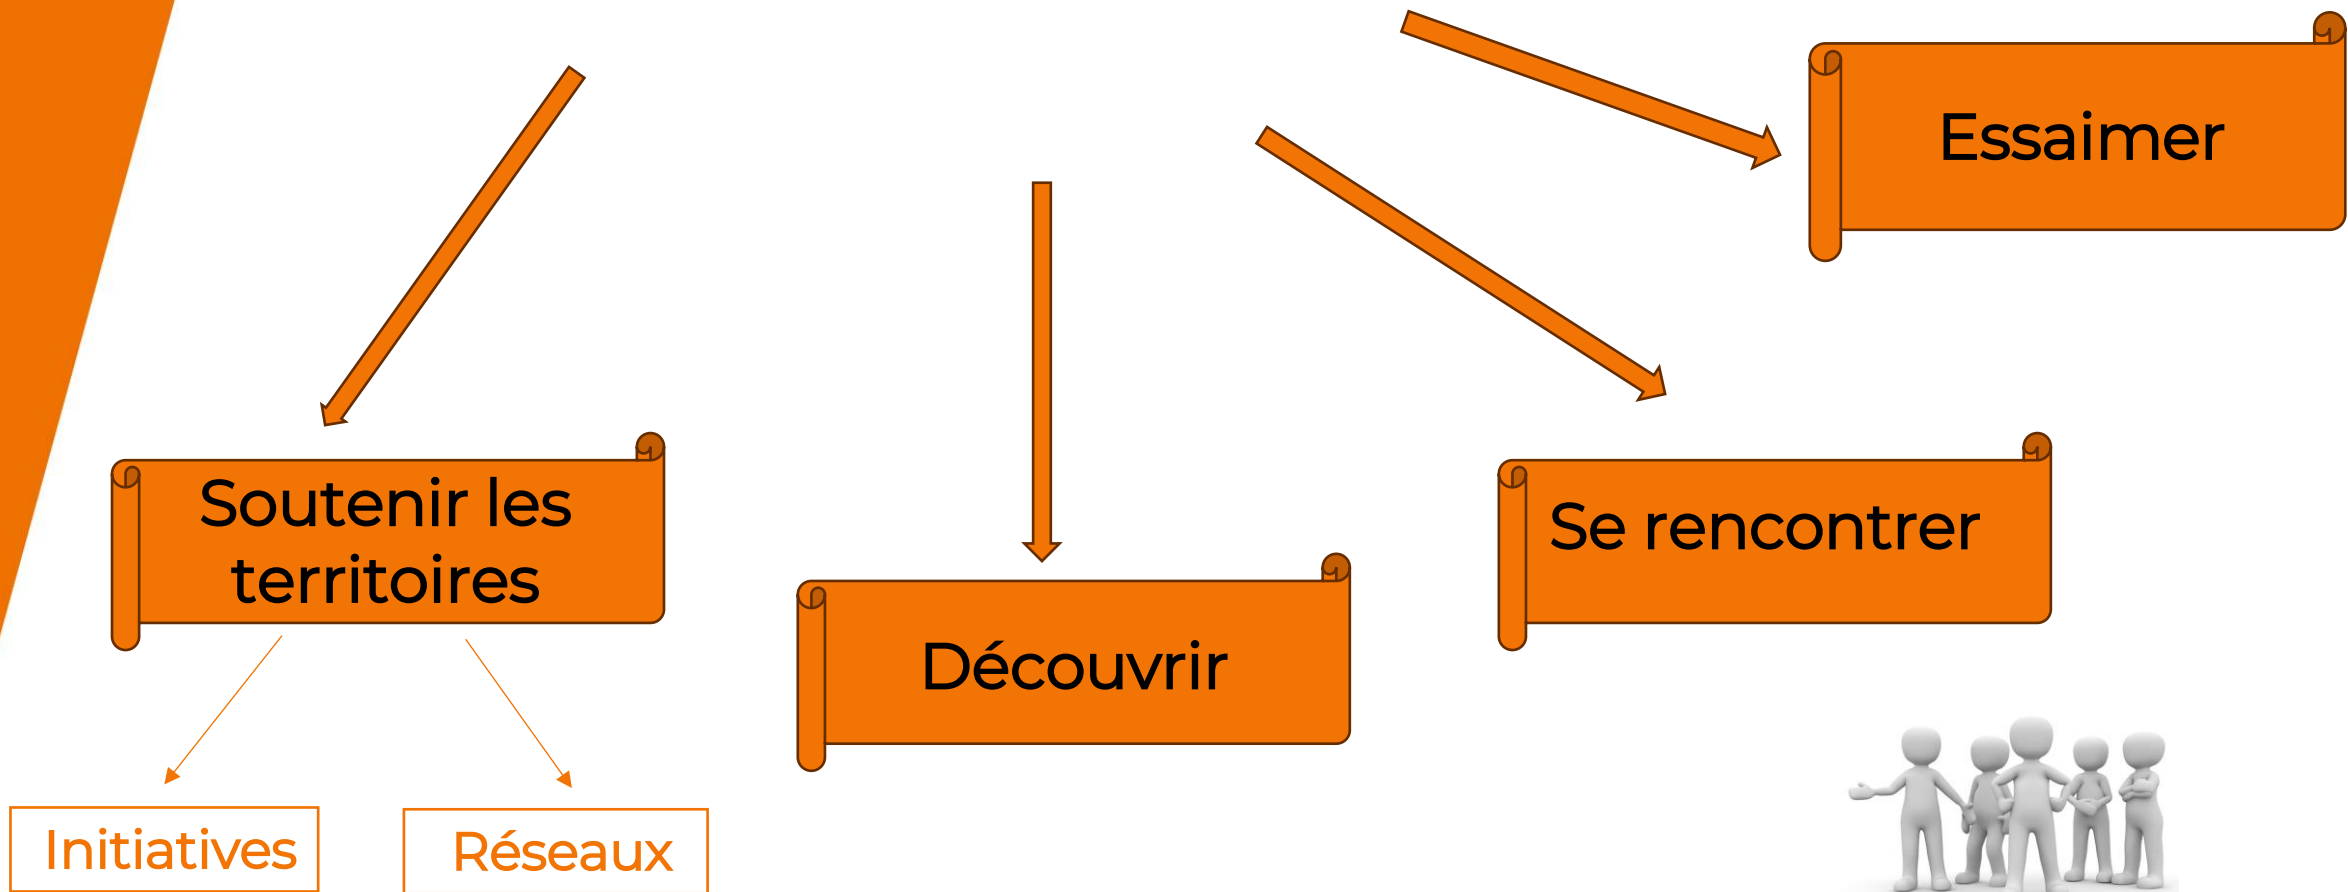 Essaimer
Soutenir les
territoires
Se rencontrer
Découvrir
Initiatives
Réseaux